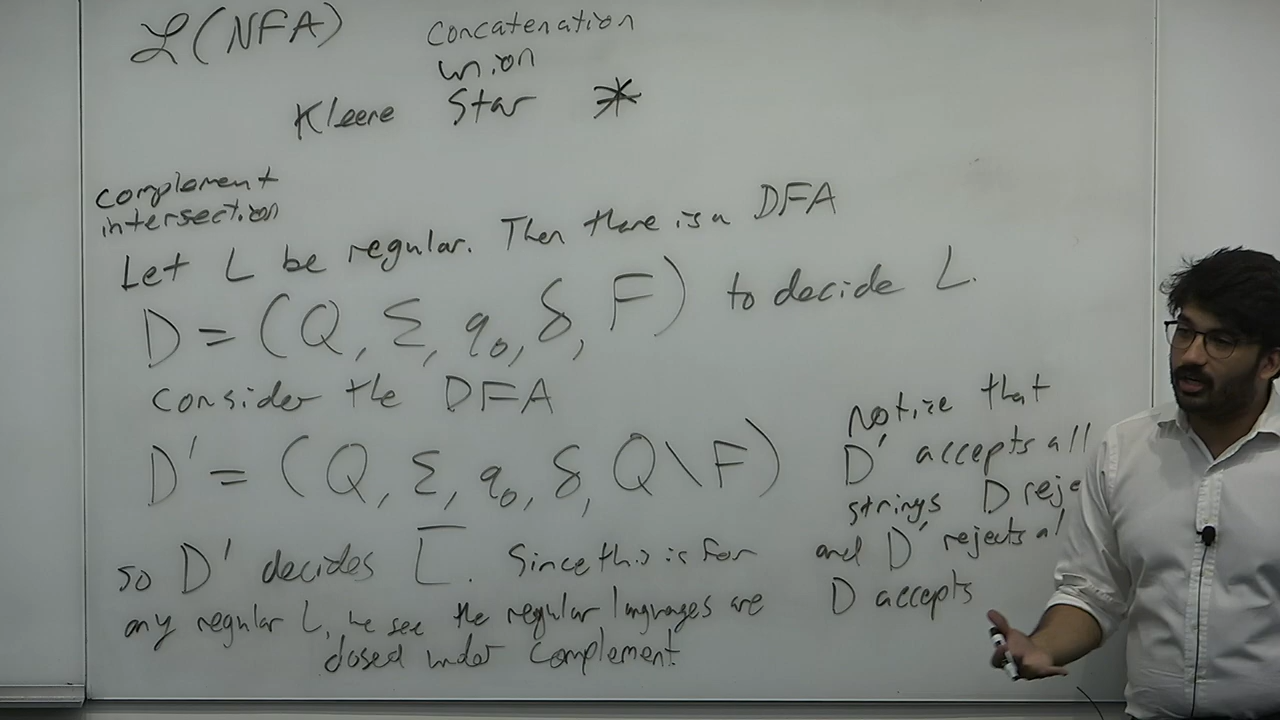 ℒ(NFA)
concatenation
union
Kleene Star *
complement
intersection
Let L be regular. Then there is a DFA
D = (Q, Σ, q₀, δ, F) to decide L.
consider the DFA
D' = (Q, Σ, q₀, δ, Q\F)
so D' decides L̅. Since this is for
any regular L, we see the regular languages are
closed under complement
notice that
D' accepts all
strings D reje
and D' rejects al
D accepts